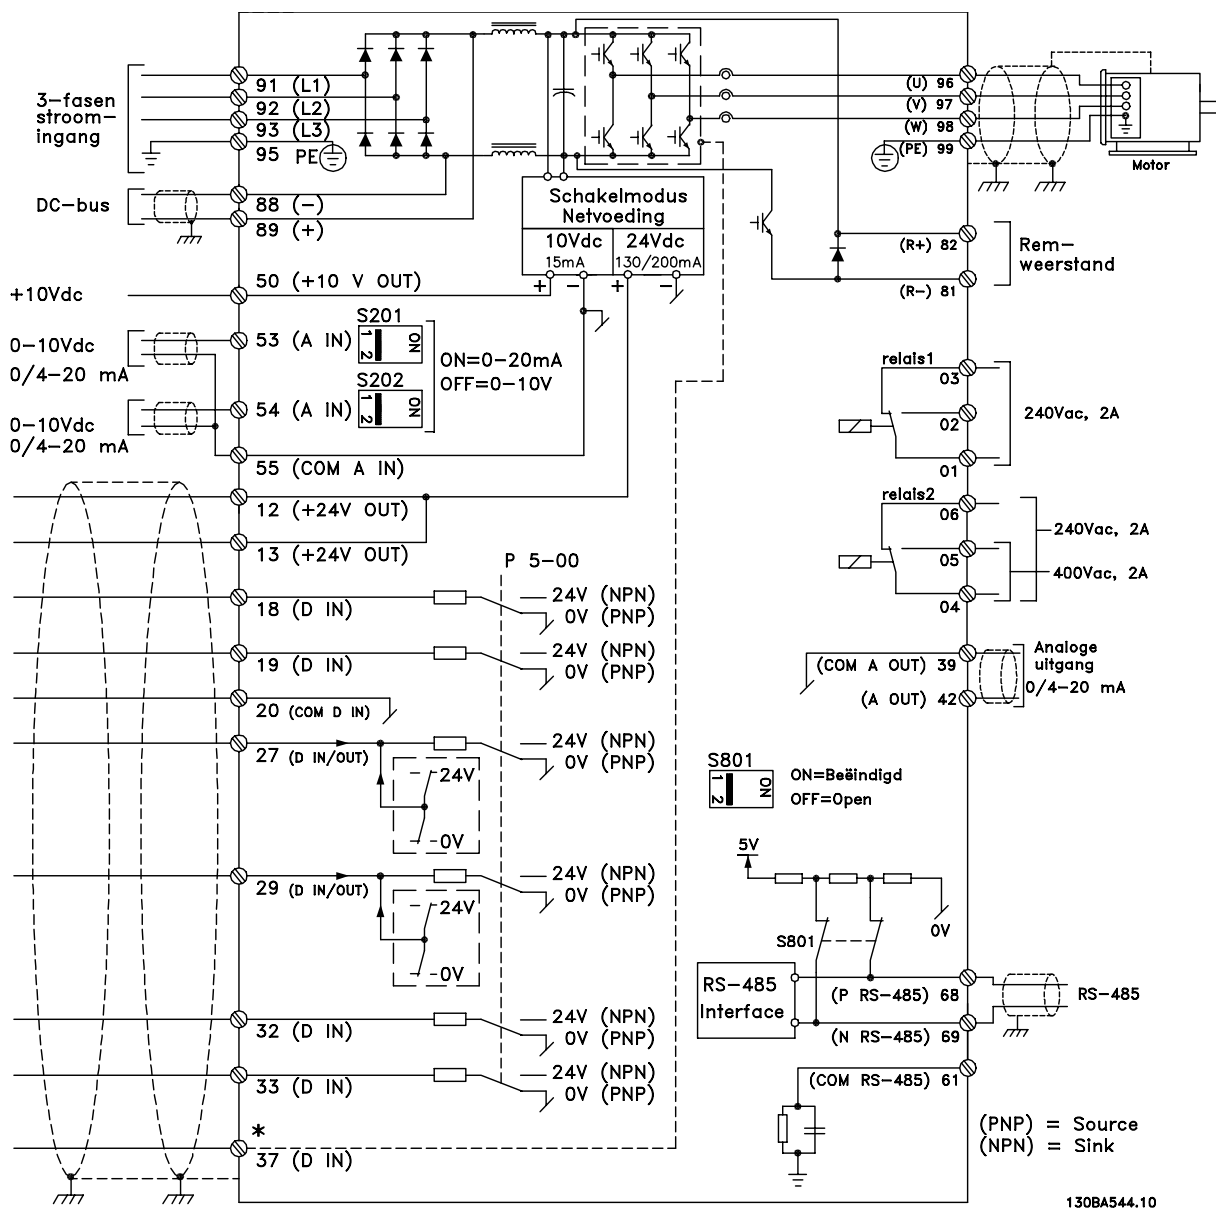 3-fasen
stroom-
ingang
91 (L1)
92 (L2)
93 (L3)
95 PE
DC-bus
88 (-)
89 (+)
+10Vdc
50 (+10 V OUT)
0-10Vdc
0/4-20 mA
53 (A IN)
S201
1 2
ON
ON=0-20mA
OFF=0-10V
S202
1 2
ON
0-10Vdc
0/4-20 mA
54 (A IN)
55 (COM A IN)
12 (+24V OUT)
13 (+24V OUT)
P 5-00
18 (D IN)
24V (NPN)
0V (PNP)
19 (D IN)
24V (NPN)
0V (PNP)
20 (COM D IN)
27 (D IN/OUT)
24V (NPN)
0V (PNP)
24V
0V
29 (D IN/OUT)
24V (NPN)
0V (PNP)
24V
0V
32 (D IN)
24V (NPN)
0V (PNP)
33 (D IN)
24V (NPN)
0V (PNP)
*
37 (D IN)
Schakelmodus
Netvoeding
10Vdc
15mA
24Vdc
130/200mA
+ - + -
(U) 96
(V) 97
(W) 98
(PE) 99
Motor
(R+) 82
(R-) 81
Rem-
weerstand
relais1
03
02
01
240Vac, 2A
relais2
06
05
04
240Vac, 2A
400Vac, 2A
(COM A OUT) 39
(A OUT) 42
Analoge
uitgang
0/4-20 mA
S801
1 2
ON
ON=Beëindigd
OFF=Open
5V
0V
S801
RS-485
Interface
(P RS-485) 68
(N RS-485) 69
RS-485
(COM RS-485) 61
(PNP) = Source
(NPN) = Sink
130BA544.10